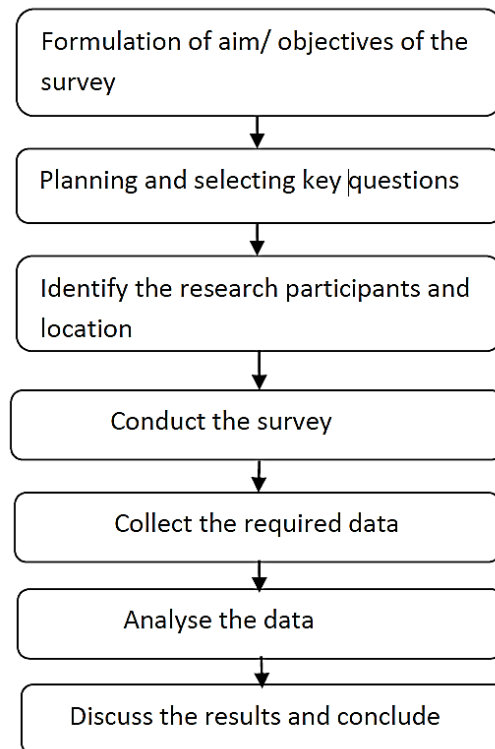 Formulation of aim/ objectives of the
survey
Planning and selecting key questions
Identify the research participants and
location
Conduct the survey
Collect the required data
Analyse the data
Discuss the results and conclude